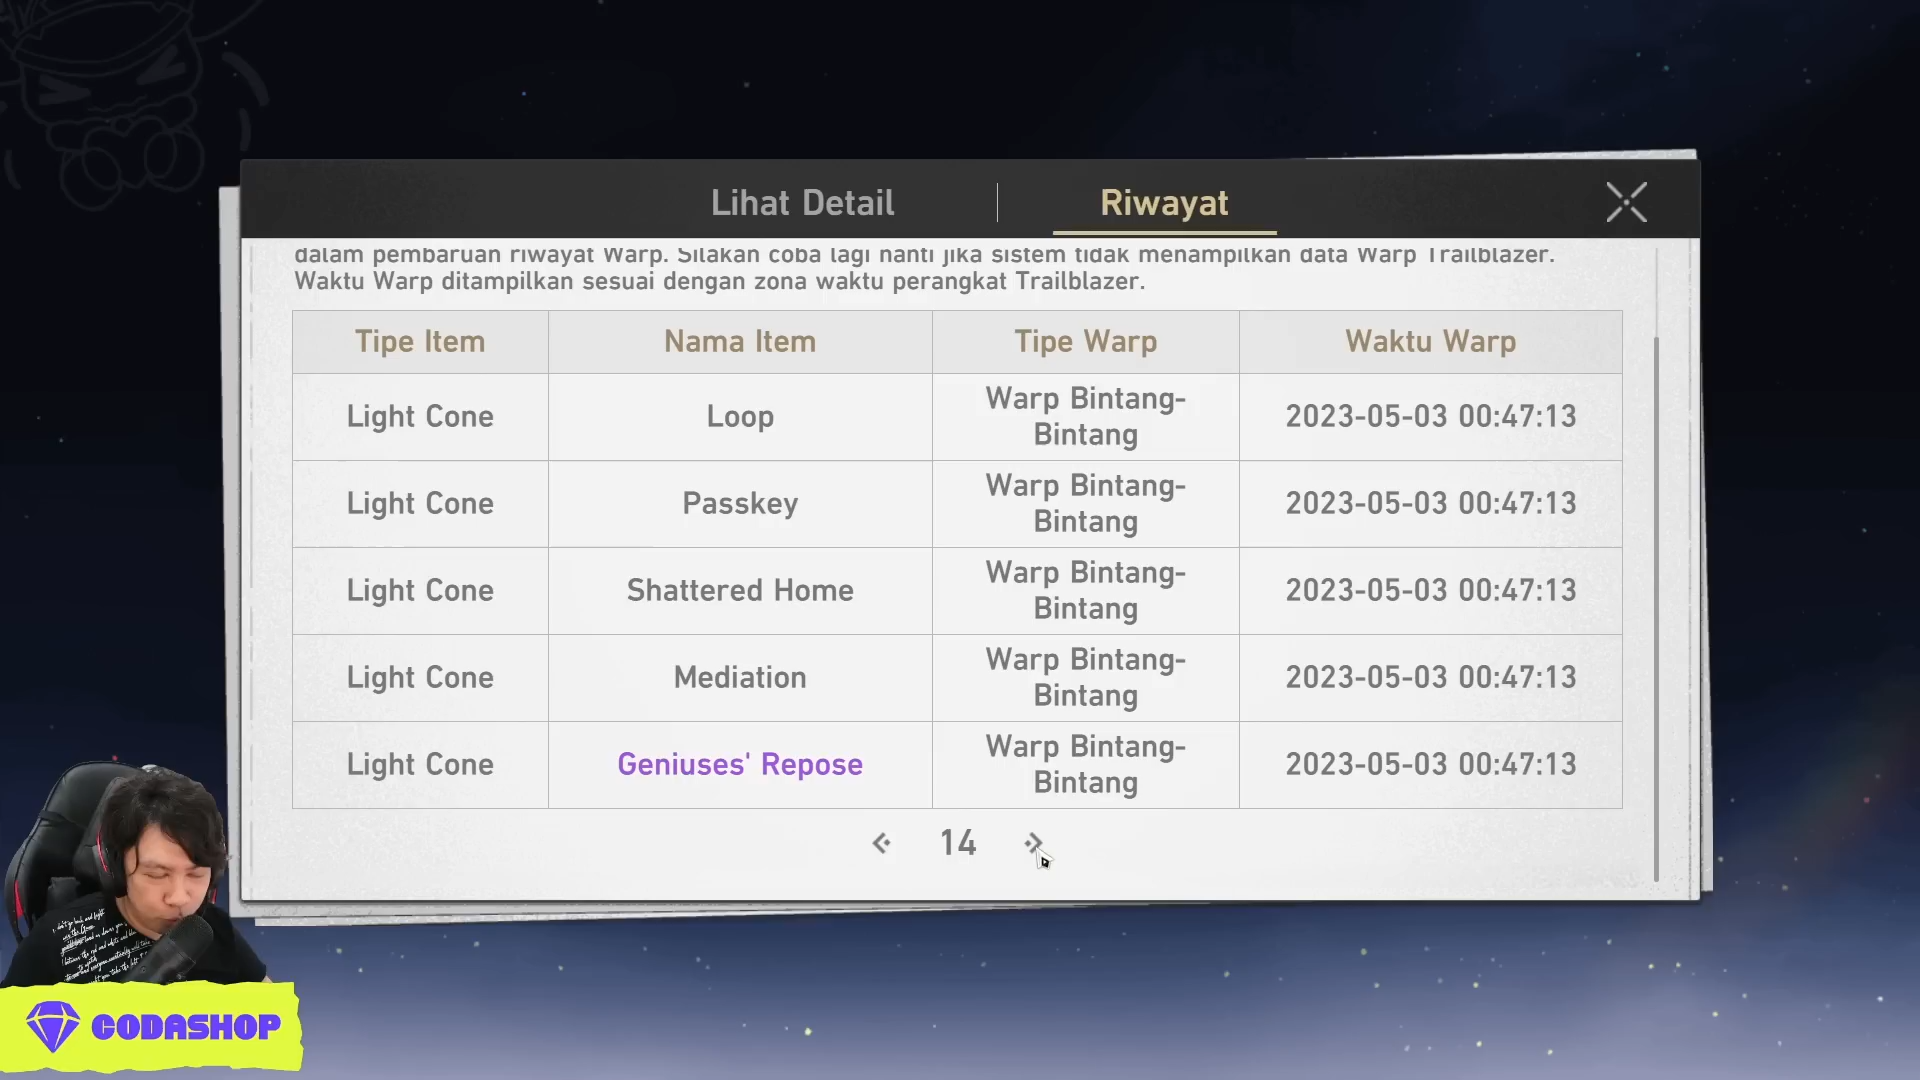 Lihat Detail
Riwayat
dalam pembaruan riwayat Warp. Silakan coba lagi nanti jika sistem tidak menampilkan data Warp Trailblazer.
Waktu Warp ditampilkan sesuai dengan zona waktu perangkat Trailblazer.
Tipe Item
Nama Item
Tipe Warp
Waktu Warp
Light Cone
Loop
Warp Bintang-
Bintang
2023-05-03 00:47:13
Light Cone
Passkey
Warp Bintang-
Bintang
2023-05-03 00:47:13
Light Cone
Shattered Home
Warp Bintang-
Bintang
2023-05-03 00:47:13
Light Cone
Mediation
Warp Bintang-
Bintang
2023-05-03 00:47:13
Light Cone
Geniuses' Repose
Warp Bintang-
Bintang
2023-05-03 00:47:13
14
CODASHOP